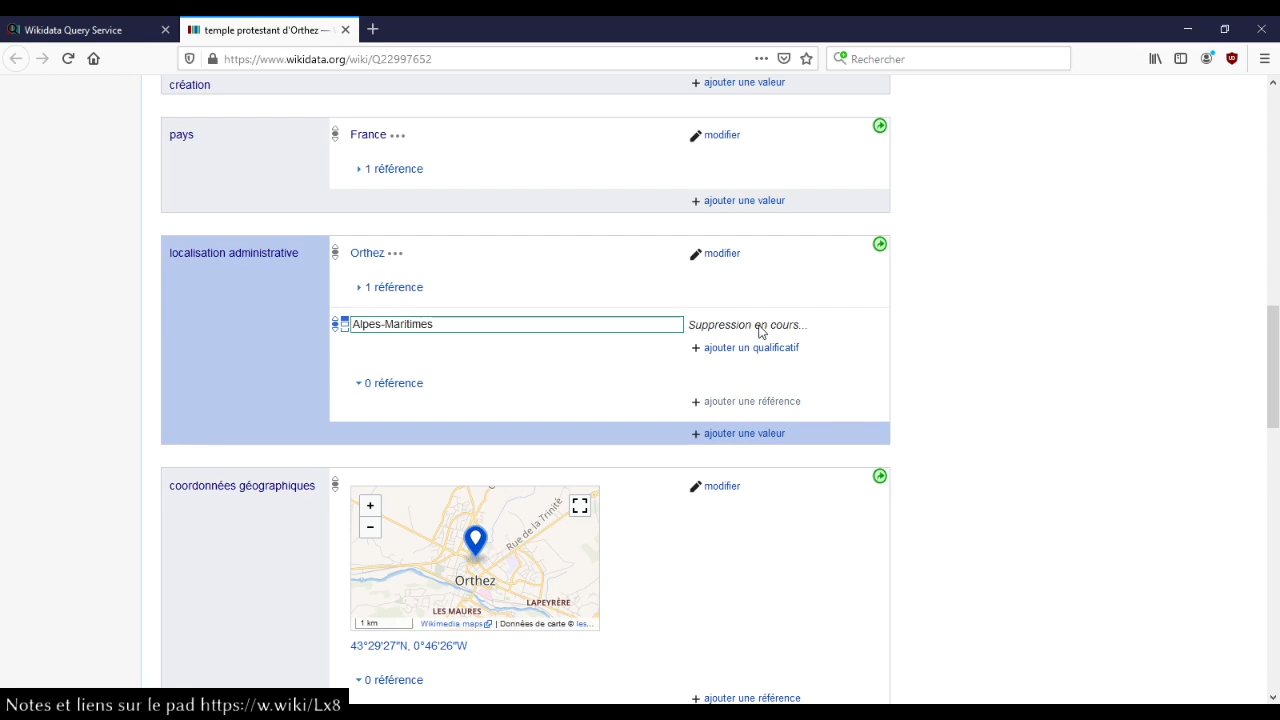 Wikidata Query Service
temple protestant d'Orthez —
https://www.wikidata.org/wiki/Q22997652
Rechercher
création
+ ajouter une valeur
pays
France
modifier
1 référence
+ ajouter une valeur
localisation administrative
Orthez
modifier
1 référence
Alpes-Maritimes
Suppression en cours...
+ ajouter un qualificatif
0 référence
+ ajouter une référence
+ ajouter une valeur
coordonnées géographiques
modifier
+
−
Rue de la Trinité
Orthez
LES MAURES
LAPEYRÈRE
1 km
Wikimedia maps | Données de carte © les...
43°29'27"N, 0°46'26"W
0 référence
+ ajouter une référence
Notes et liens sur le pad https://w.wiki/Lx8